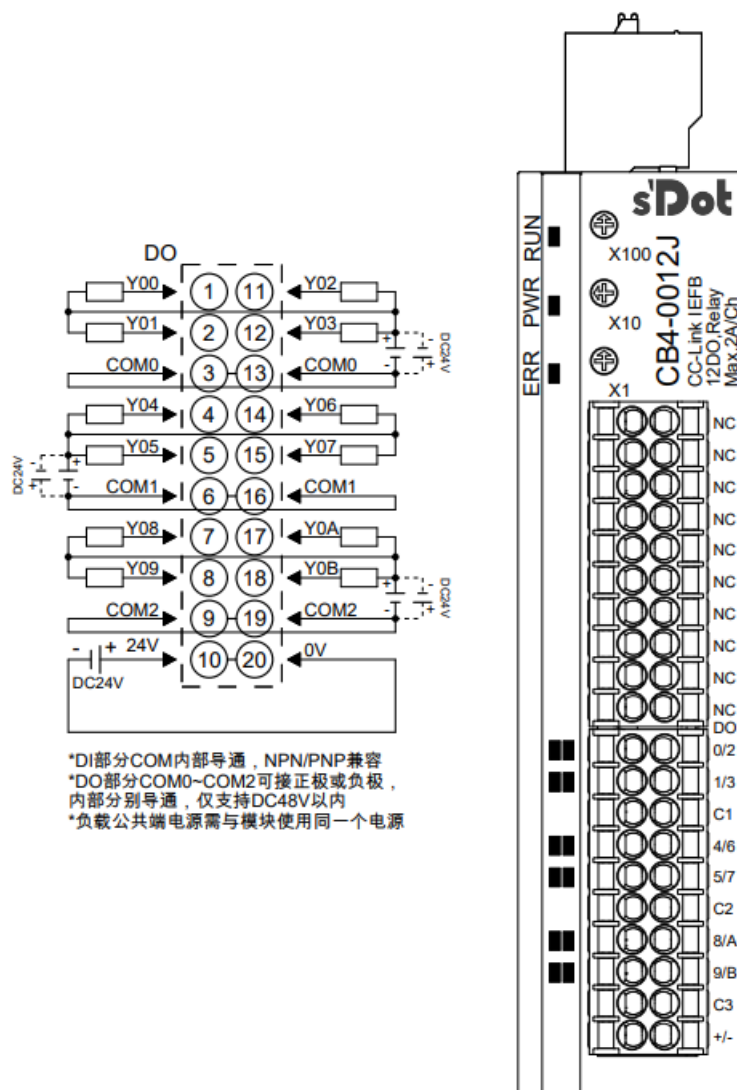 DO
Y00 1 11 Y02
Y01 2 12 Y03
COM0 3 13 COM0
+ - - + DC24V
Y04 4 14 Y06
Y05 5 15 Y07
COM1 6 16 COM1
DC24V - + + -
Y08 7 17 Y0A
Y09 8 18 Y0B
COM2 9 19 COM2
+ - - + DC24V
- + 24V 10 20 0V
DC24V
*DI部分COM内部导通，NPN/PNP兼容
*DO部分COM0~COM2可接正极或负极，
内部分别导通，仅支持DC48V以内
*负载公共端电源需与模块使用同一个电源
s'Dot
RUN
PWR
ERR
X100
X10
X1
CB4-0012J
CC-Link IEFB
12DO,Relay
Max.2A/Ch
NC
NC
NC
NC
NC
NC
NC
NC
NC
NC
DO
0/2
1/3
C1
4/6
5/7
C2
8/A
9/B
C3
+/-